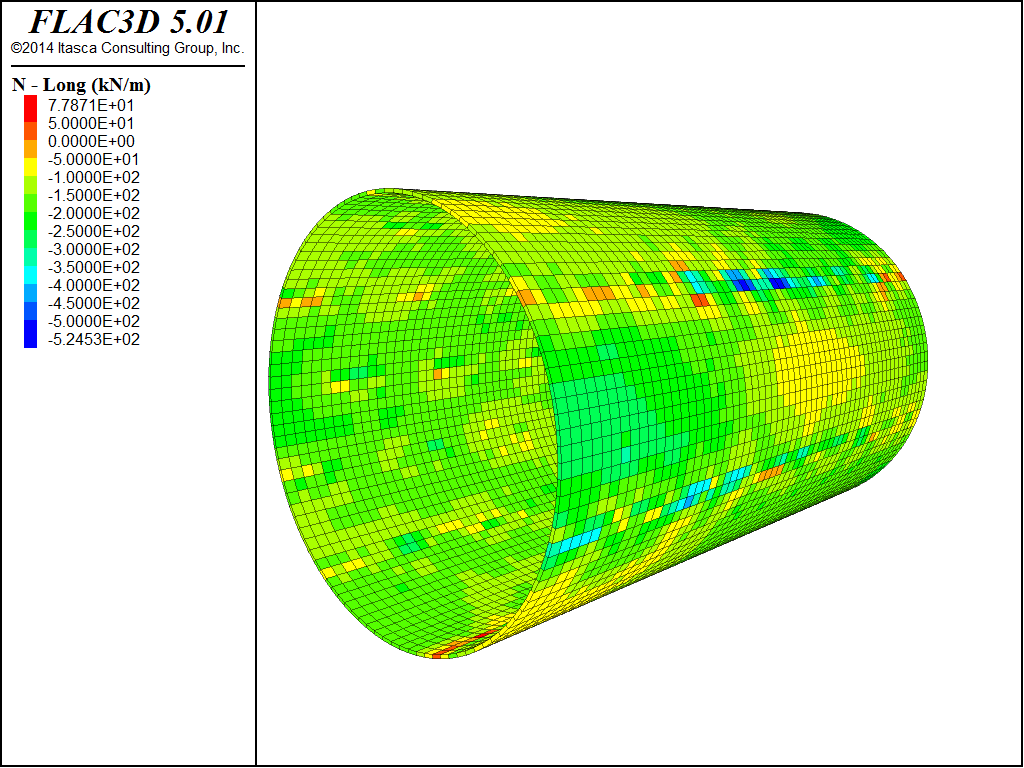 FLAC3D 5.01
©2014 Itasca Consulting Group, Inc.
N - Long (kN/m)
7.7871E+01
5.0000E+01
0.0000E+00
-5.0000E+01
-1.0000E+02
-1.5000E+02
-2.0000E+02
-2.5000E+02
-3.0000E+02
-3.5000E+02
-4.0000E+02
-4.5000E+02
-5.0000E+02
-5.2453E+02